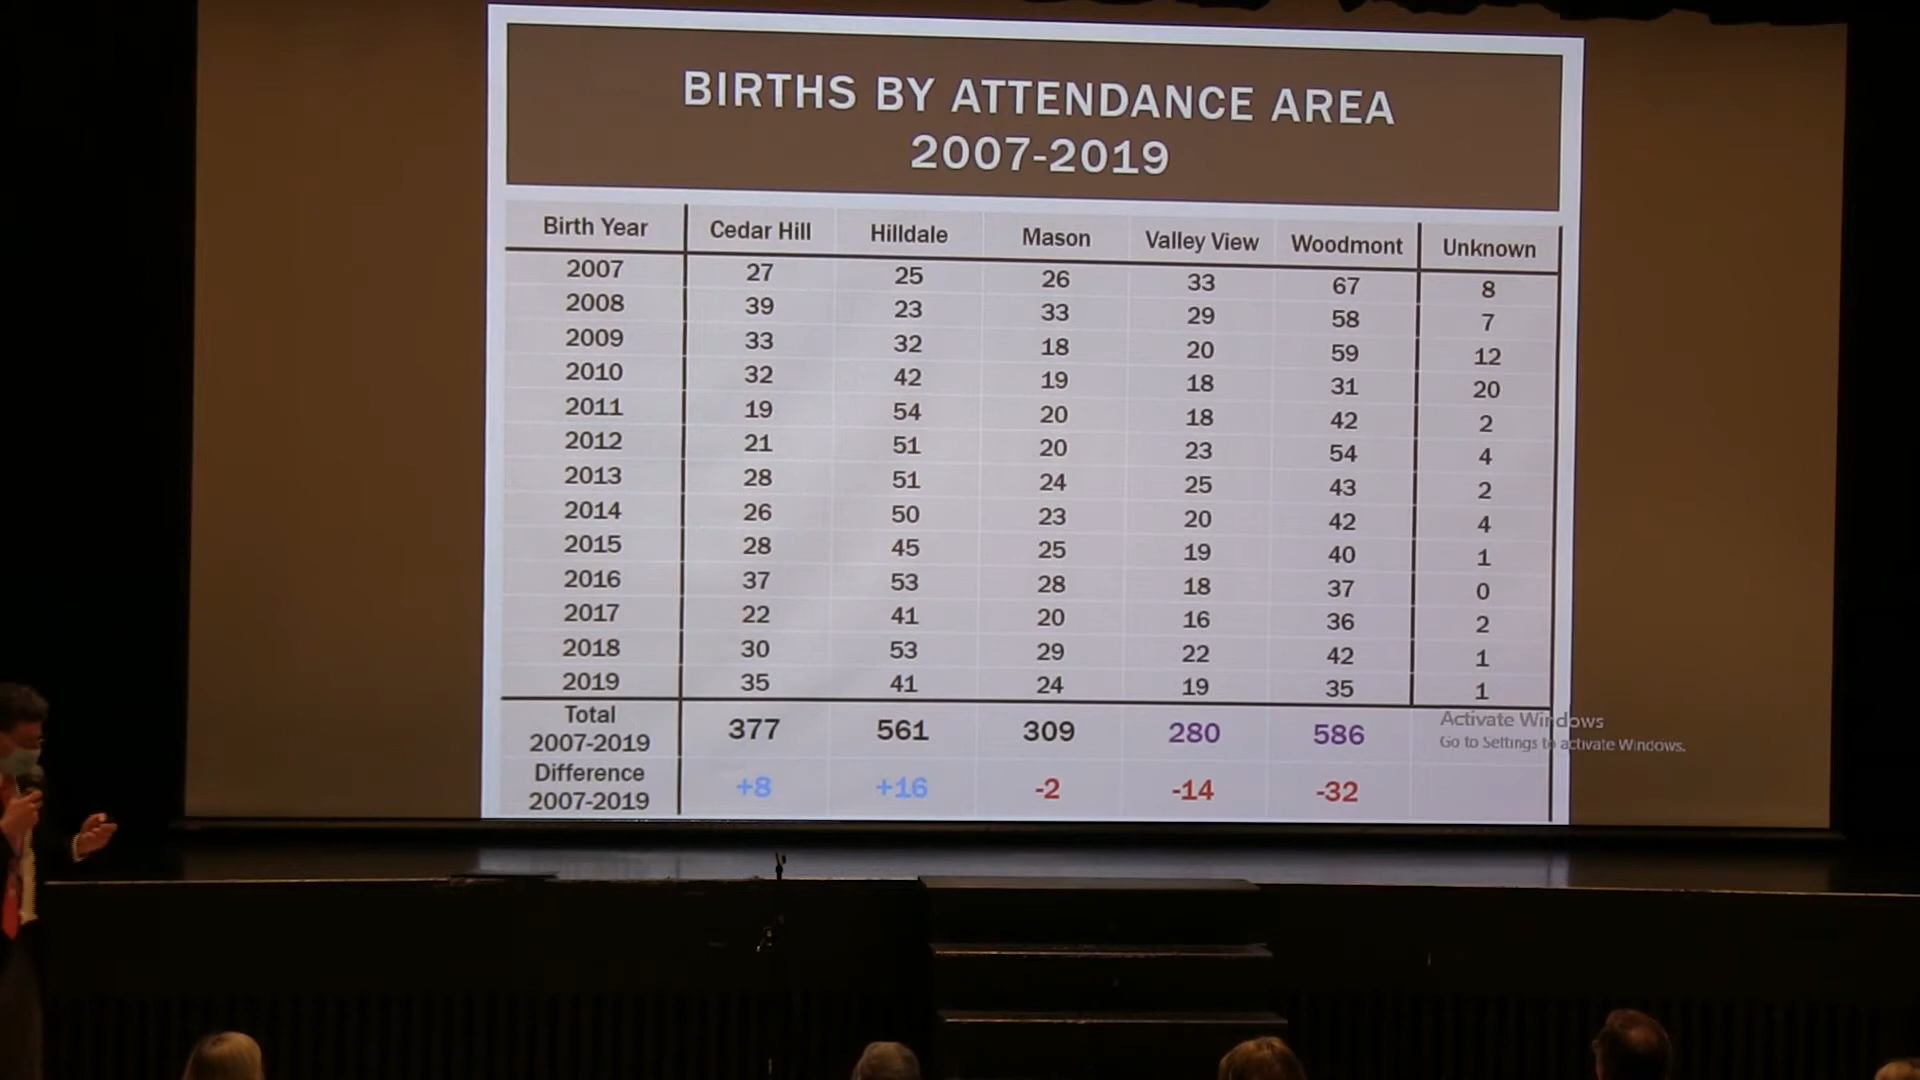 BIRTHS BY ATTENDANCE AREA
2007-2019
Birth Year Cedar Hill Hilldale Mason Valley View Woodmont Unknown
2007 27 25 26 33 67 8
2008 39 23 33 29 58 7
2009 33 32 18 20 59 12
2010 32 42 19 18 31 20
2011 19 54 20 18 42 2
2012 21 51 20 23 54 4
2013 28 51 24 25 43 2
2014 26 50 23 20 42 4
2015 28 45 25 19 40 1
2016 37 53 28 18 37 0
2017 22 41 20 16 36 2
2018 30 53 29 22 42 1
2019 35 41 24 19 35 1
Total
2007-2019 377 561 309 280 586
Difference
2007-2019 +8 +16 -2 -14 -32
Activate Windows
Go to Settings to activate Windows.